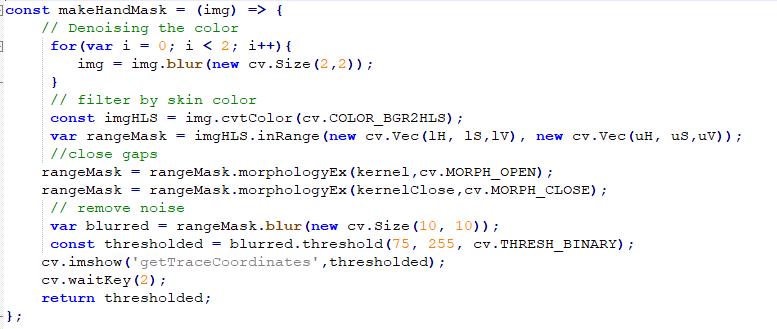 const makeHandMask = (img) => {
// Denoising the color
for(var i = 0; i < 2; i++){
img = img.blur(new cv.Size(2,2));
}
// filter by skin color
const imgHLS = img.cvtColor(cv.COLOR_BGR2HLS);
var rangeMask = imgHLS.inRange(new cv.Vec(lH, lS,lV), new cv.Vec(uH, uS,uV));
//close gaps
rangeMask = rangeMask.morphologyEx(kernel,cv.MORPH_OPEN);
rangeMask = rangeMask.morphologyEx(kernelClose,cv.MORPH_CLOSE);
// remove noise
var blurred = rangeMask.blur(new cv.Size(10, 10));
const thresholded = blurred.threshold(75, 255, cv.THRESH_BINARY);
cv.imshow('getTraceCoordinates',thresholded);
cv.waitKey(2);
return thresholded;
};